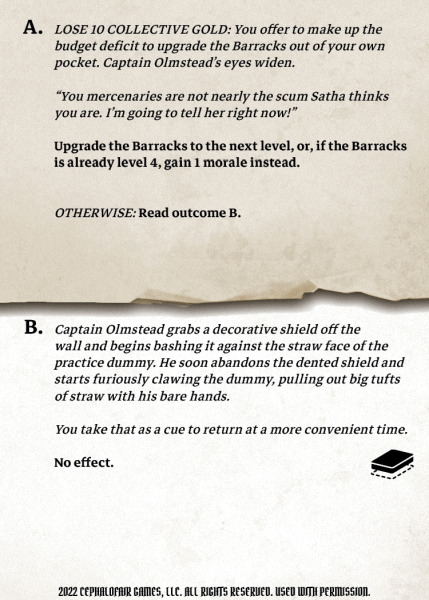 A. LOSE 10 COLLECTIVE GOLD: You offer to make up the
budget deficit to upgrade the Barracks out of your own
pocket. Captain Olmstead’s eyes widen.
“You mercenaries are not nearly the scum Satha thinks
you are. I’m going to tell her right now!”
Upgrade the Barracks to the next level, or, if the Barracks
is already level 4, gain 1 morale instead.
OTHERWISE: Read outcome B.
B. Captain Olmstead grabs a decorative shield off the
wall and begins bashing it against the straw face of the
practice dummy. He soon abandons the dented shield and
starts furiously clawing the dummy, pulling out big tufts
of straw with his bare hands.
You take that as a cue to return at a more convenient time.
No effect.
2022 CEPHALOFAIR GAMES, LLC. ALL RIGHTS RESERVED. USED WITH PERMISSION.